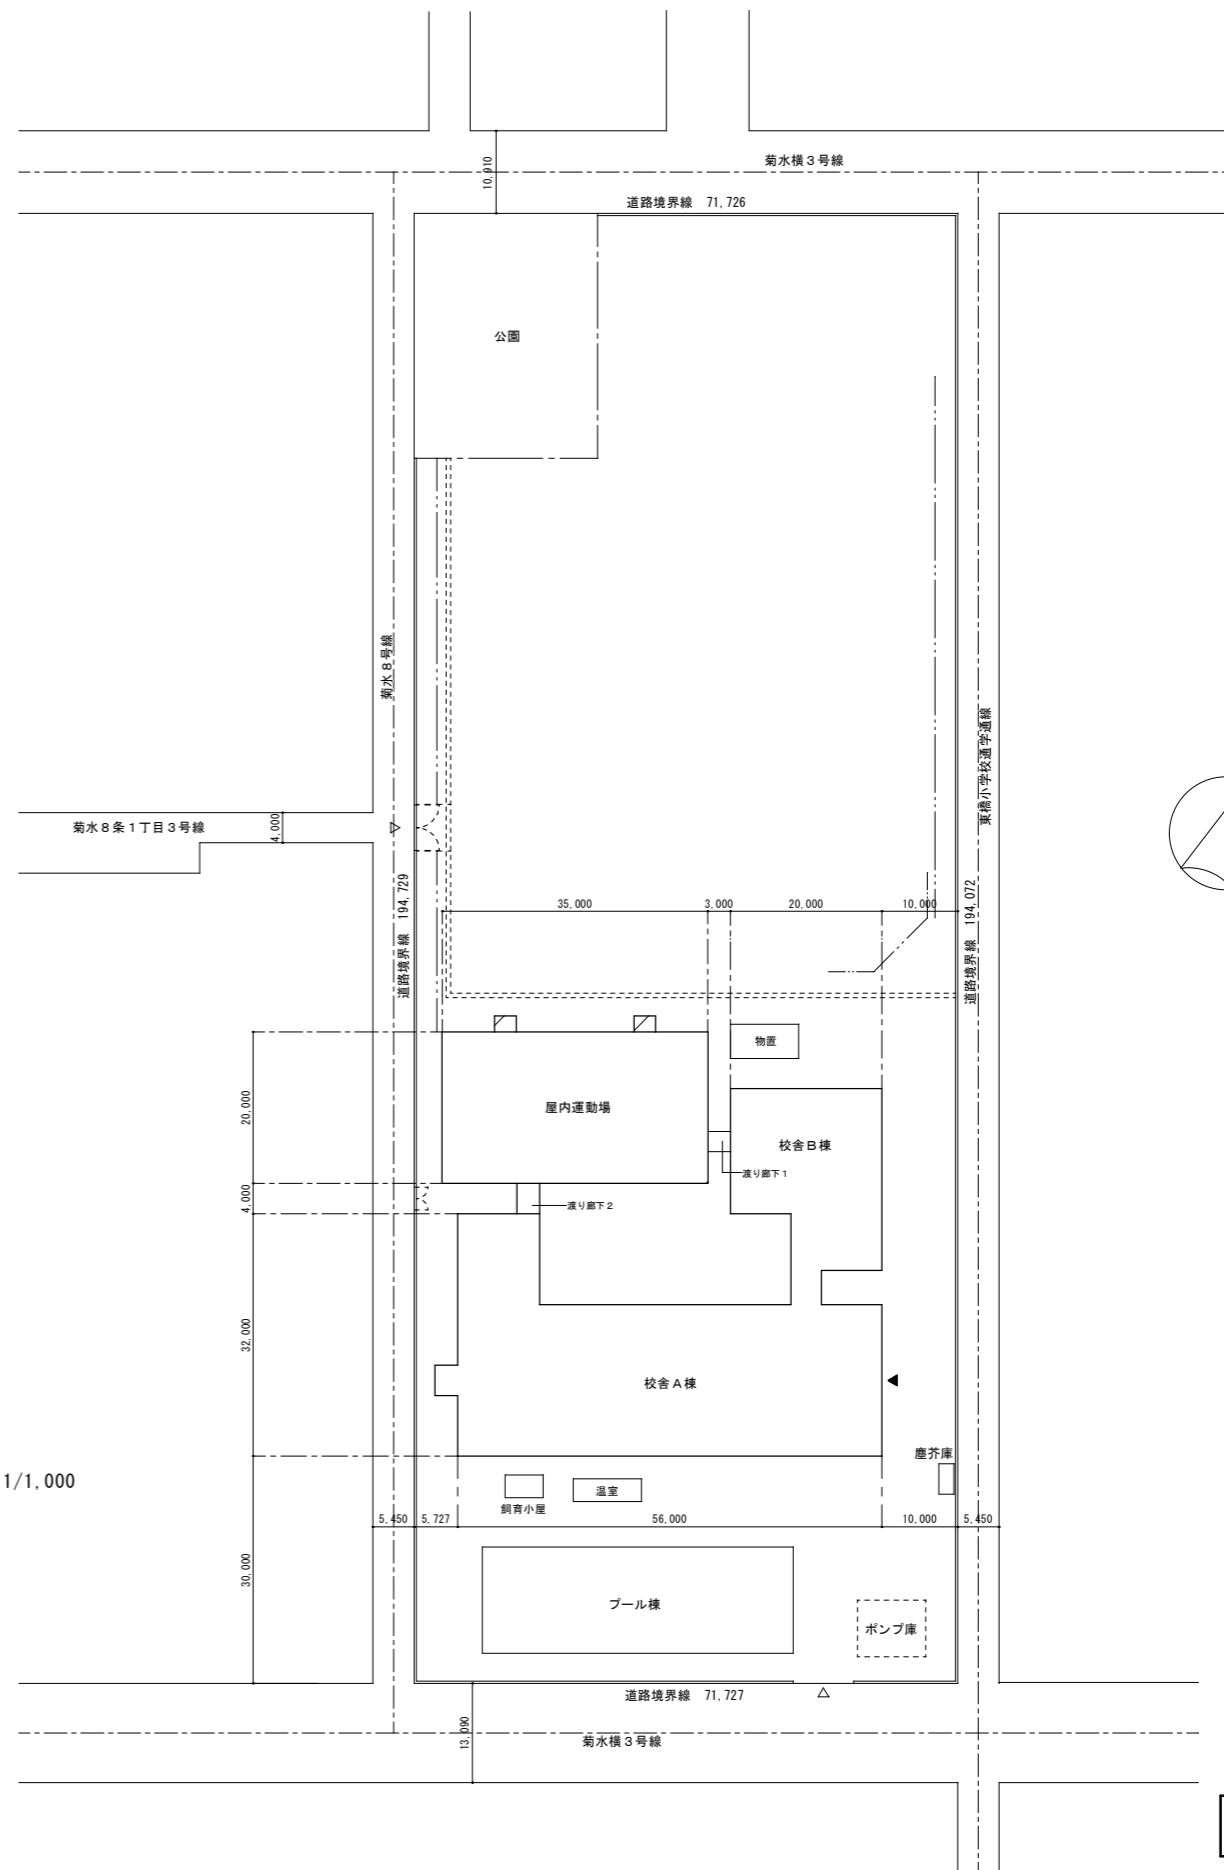 菊水横３号線
10,910
道路境界線　71,726
公園
菊水８号線
東橋小学校通学通線
菊水８条１丁目３号線
4,000
道路境界線　194,729
道路境界線　194,072
35,000
3,000
20,000
10,000
物置
20,000
屋内運動場
校舎Ｂ棟
渡り廊下１
4,000
渡り廊下２
32,000
校舎Ａ棟
塵芥庫
1/1,000
温室
飼育小屋
5,450
5,727
56,000
10,000
5,450
30,000
プール棟
ポンプ庫
道路境界線　71,727
13,090
菊水横３号線